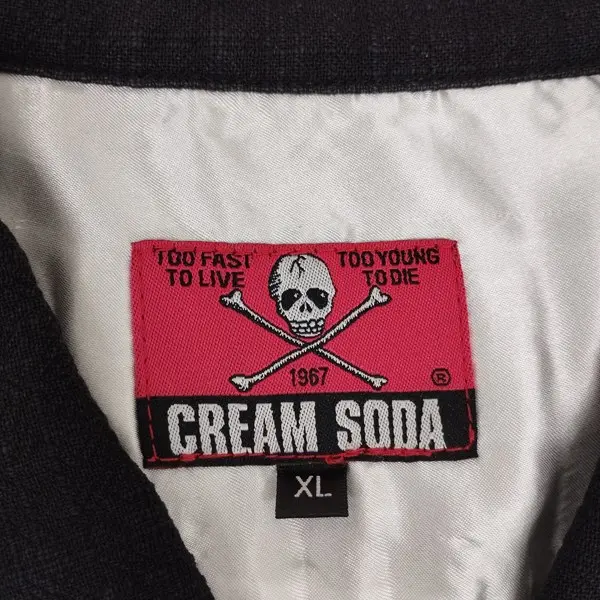 TOO FAST TOO YOUNG
TO LIVE TO DIE
1967
®
CREAM SODA
XL